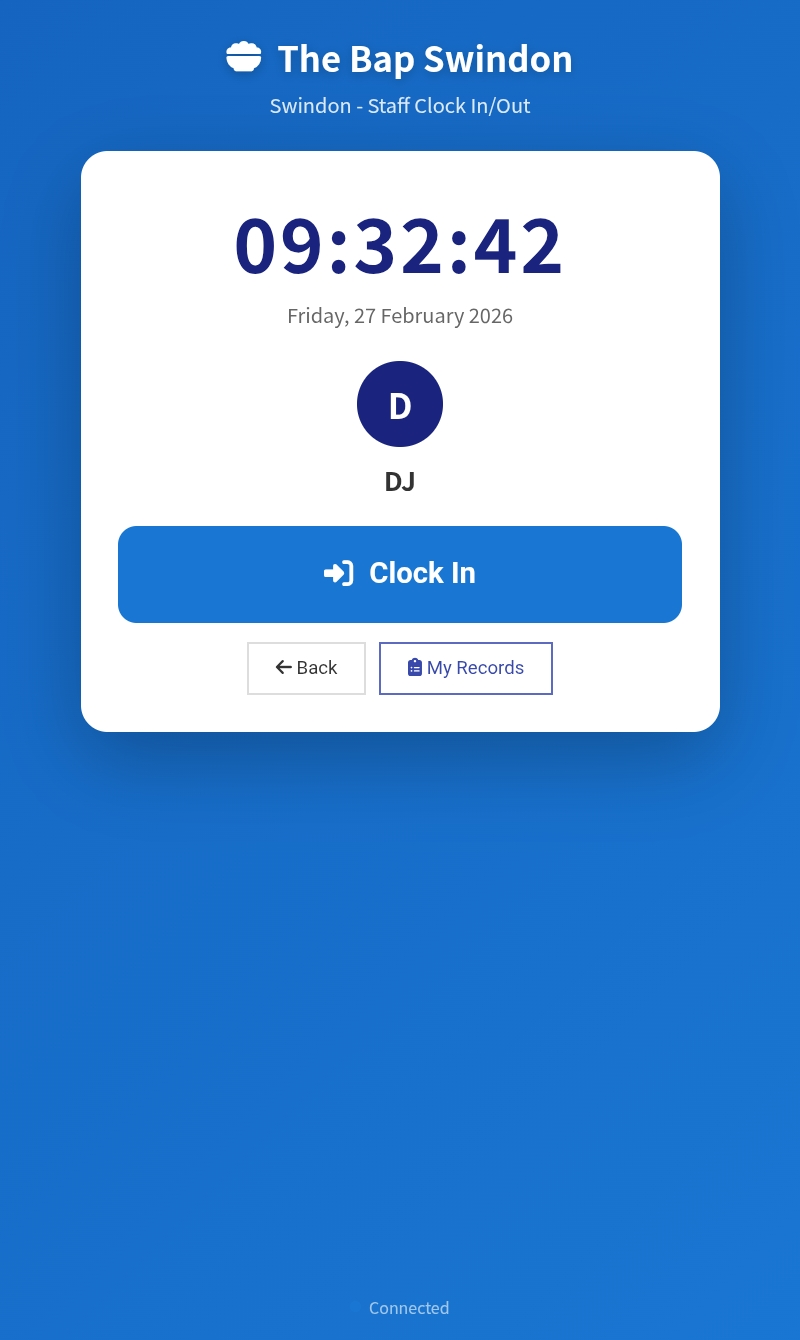 The Bap Swindon
Swindon - Staff Clock In/Out
09:32:42
Friday, 27 February 2026
D
DJ
Clock In
Back
My Records
Connected